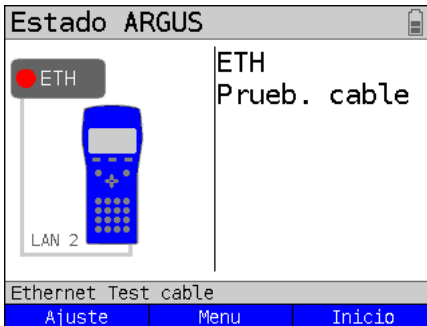 Estado ARGUS
ETH
ETH
Prueb. cable
LAN 2
Ethernet Test cable
Ajuste Menu Inicio